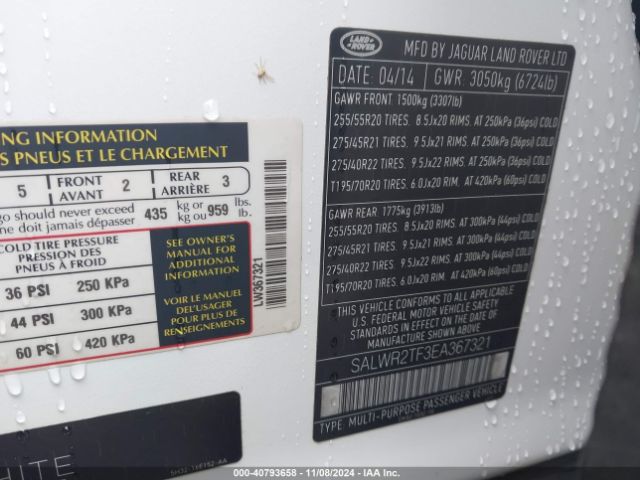 LAND ROVER
MFD BY JAGUAR LAND ROVER LTD
DATE: 04/14 GWR: 3050kg (6724lb)
GAWR FRONT 1500kg (3307lb)
255/55R20 TIRES. 8.5Jx20 RIMS. AT 250kPa (36psi) COLD
275/45R21 TIRES. 9.5Jx21 RIMS. AT 250kPa (36psi) COLD
275/40R22 TIRES. 9.5Jx22 RIMS. AT 250kPa (36psi) COLD
T195/70R20 TIRES. 6.0Jx20 RIM. AT 420kPa (60psi) COLD
GAWR REAR 1775kg (3913lb)
255/55R20 TIRES. 8.5Jx20 RIMS. AT 300kPa (44psi) COLD
275/45R21 TIRES. 9.5Jx21 RIMS. AT 300kPa (44psi) COLD
275/40R22 TIRES. 9.5Jx22 RIMS. AT 300kPa (44psi) COLD
T195/70R20 TIRES. 6.0Jx20 RIM. AT 420kPa (60psi) COLD
THIS VEHICLE CONFORMS TO ALL APPLICABLE
U.S. FEDERAL MOTOR VEHICLE SAFETY
STANDARDS IN EFFECT ON THE DATE OF
MANUFACTURE SHOWN ABOVE.
SALWR2TF3EA367321
TYPE: MULTI-PURPOSE PASSENGER VEHICLE
ING INFORMATION
S PNEUS ET LE CHARGEMENT
5 FRONT AVANT 2 REAR ARRIÈRE 3
go should never exceed 435 kg or 959 lbs.
ne doit jamais dépasser kg ou lb.
COLD TIRE PRESSURE
PRESSION DES
PNEUS À FROID
36 PSI 250 KPA
44 PSI 300 KPA
60 PSI 420 KPA
SEE OWNER'S
MANUAL FOR
ADDITIONAL
INFORMATION
VOIR LE MANUEL
DE L'USAGER
POUR PLUS DE
RENSEIGNEMENTS
LW367321
HITE
000-40793658 - 11/08/2024 - IAAI.COM